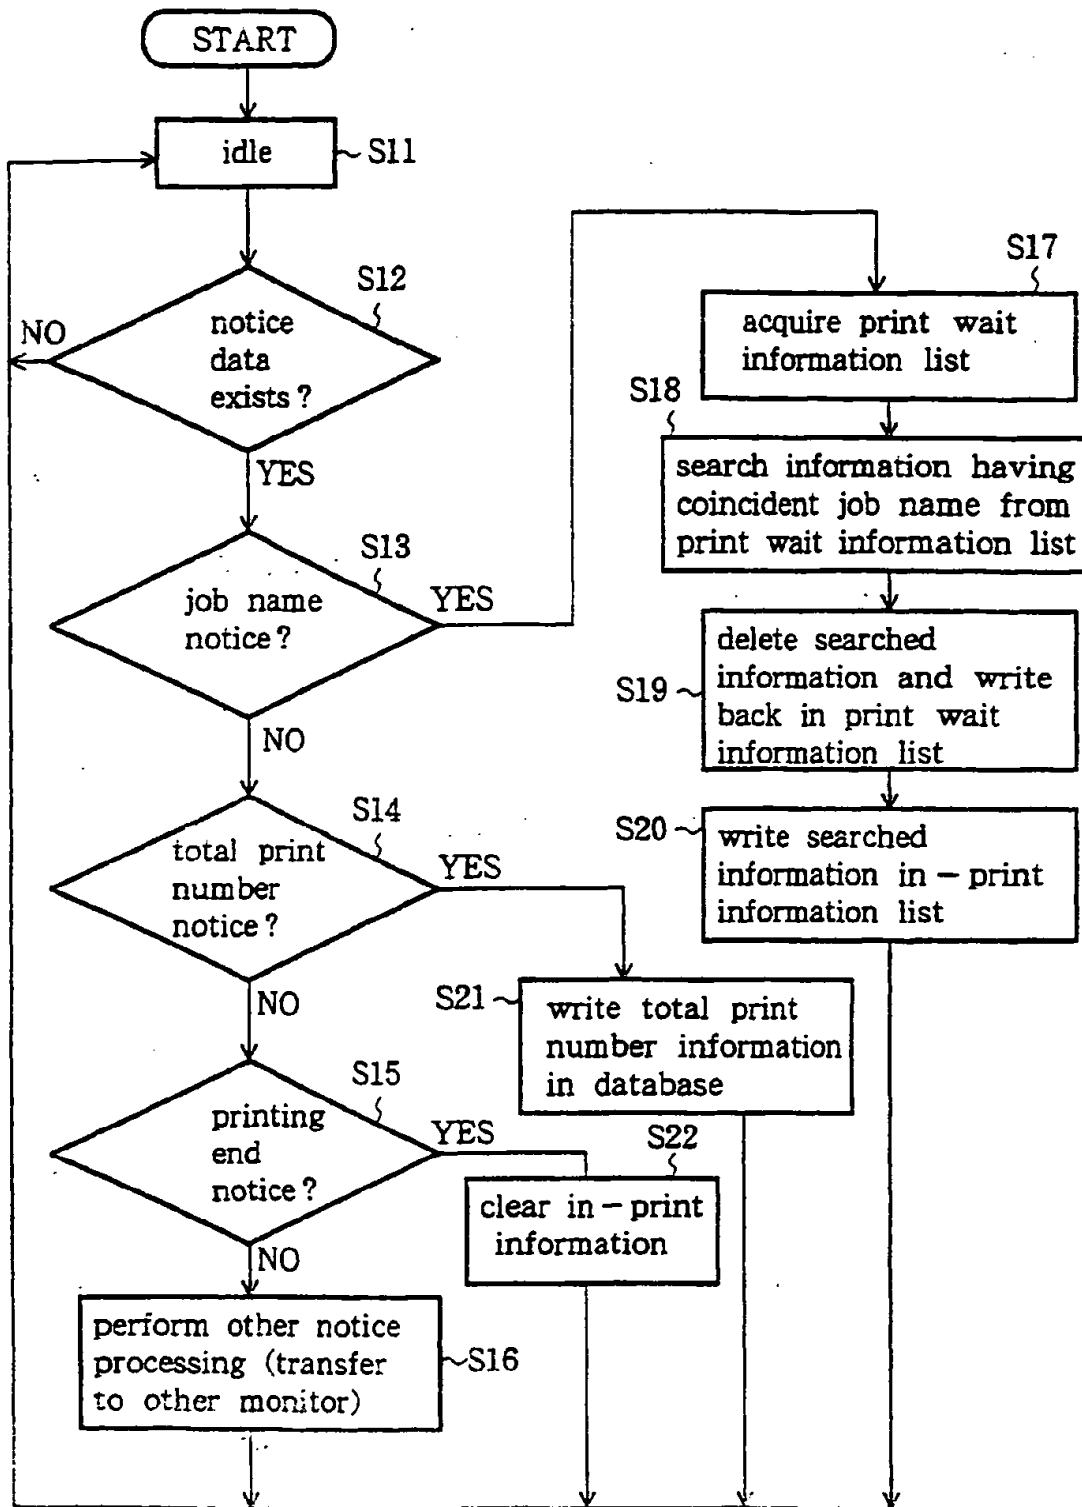 START
idle
S11
S12
notice
data
exists?
NO
YES
S13
job name
notice?
YES
NO
S14
total print
number
notice?
YES
NO
S15
printing
end
notice?
YES
NO
perform other notice
processing (transfer
to other monitor)
S16
S17
acquire print wait
information list
S18
search information having
coincident job name from
print wait information list
S19
delete searched
information and write
back in print wait
information list
S20
write searched
information in-print
information list
S21
write total print
number information
in database
S22
clear in-print
information